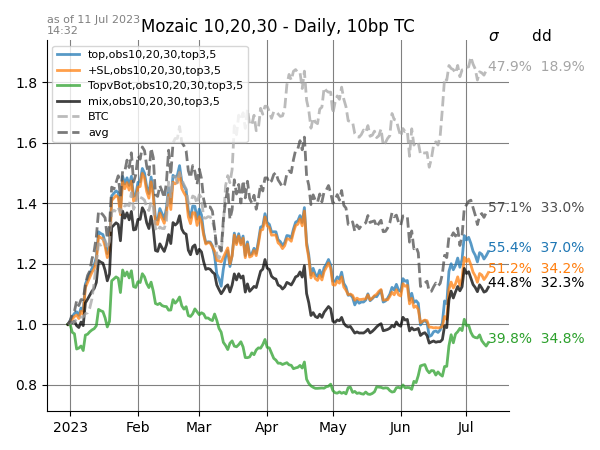 as of 11 Jul 2023
14:32
Mozaic 10,20,30 - Daily, 10bp TC
σ dd
top,obs10,20,30,top3,5
+SL,obs10,20,30,top3,5
TopvBot,obs10,20,30,top3,5
mix,obs10,20,30,top3,5
BTC
avg
47.9% 18.9%
57.1% 33.0%
55.4% 37.0%
51.2% 34.2%
44.8% 32.3%
39.8% 34.8%
1.8
1.6
1.4
1.2
1.0
0.8
2023 Feb Mar Apr May Jun Jul